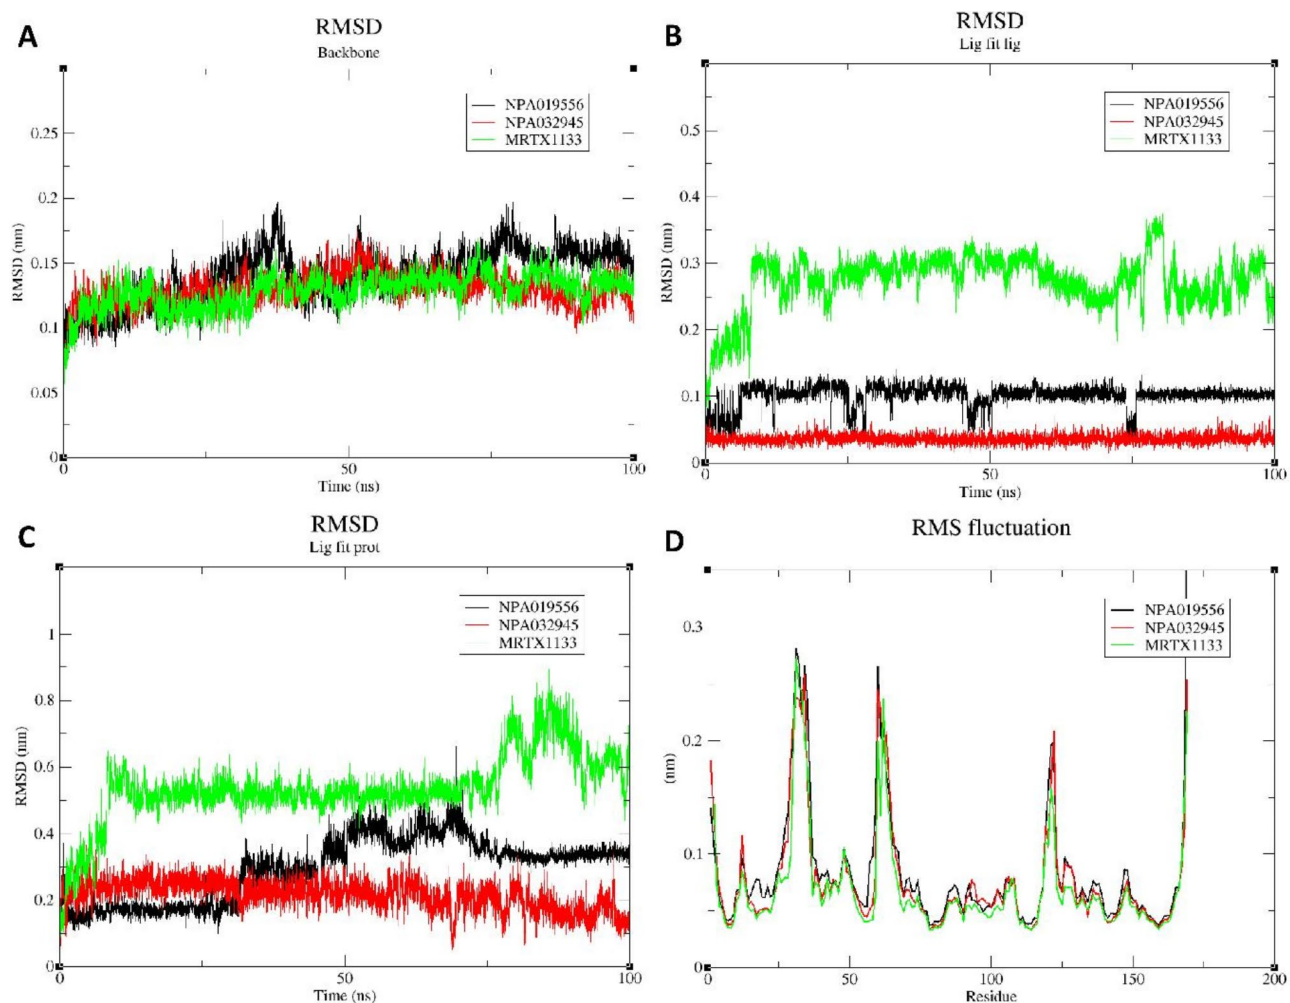 A
RMSD
Backbone
NPA019556
NPA032945
MRTX1133
RMSD (nm)
0.25
0.2
0.15
0.1
0.05
0
0
50
100
Time (ns)
B
RMSD
Lig fit lig
NPA019556
NPA032945
MRTX1133
RMSD (nm)
0.5
0.4
0.3
0.2
0.1
0
0
50
100
Time (ns)
C
RMSD
Lig fit prot
NPA019556
NPA032945
MRTX1133
RMSD (nm)
1
0.8
0.6
0.4
0.2
0
0
50
100
Time (ns)
D
RMS fluctuation
NPA019556
NPA032945
MRTX1133
(nm)
0.3
0.2
0.1
0
50
100
150
200
Residue